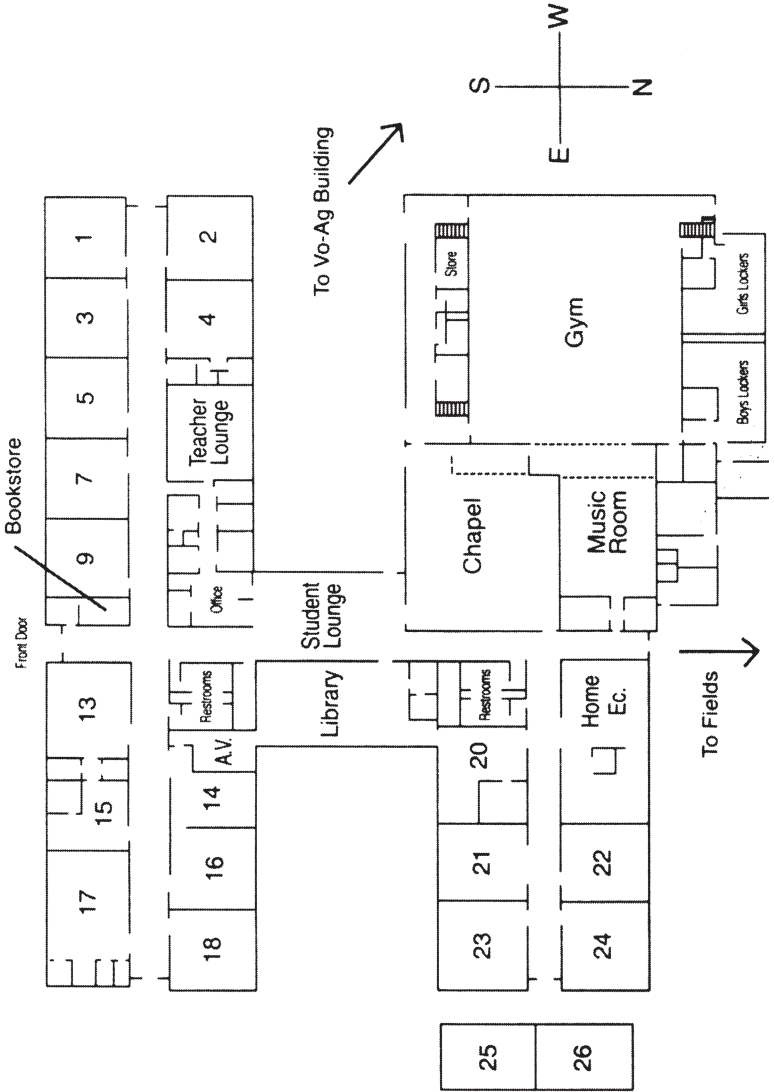 S
W
E
N
To Vo-Ag Building
Bookstore
Front Door
1
3
5
7
9
13
15
17
2
4
Teacher
Lounge
Office
Restrooms
A.V.
14
16
18
Student
Lounge
Library
Store
Gym
Chapel
Music
Room
Girls Lockers
Boys Lockers
Restrooms
20
21
23
Home
Ec.
22
24
25
26
To Fields